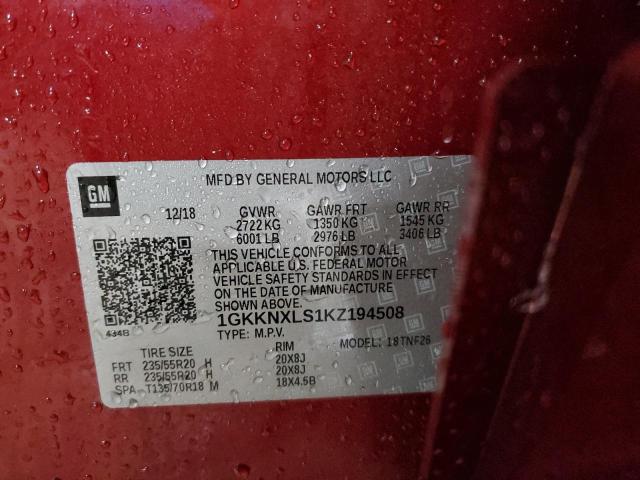 GM
MFD BY GENERAL MOTORS LLC
12/18 GVWR GAWR FRT GAWR RR
2722 KG 1350 KG 1545 KG
6001 LB 2976 LB 3406 LB
THIS VEHICLE CONFORMS TO ALL
APPLICABLE U.S. FEDERAL MOTOR
VEHICLE SAFETY STANDARDS IN EFFECT
ON THE DATE OF MANUFACTURE
SHOWN ABOVE.
1GKKNXLS1KZ194508
434B TYPE: M.P.V. MODEL: 18TNF26
TIRE SIZE RIM
FRT 235/55R20 H 20X8J
RR 235/55R20 H 20X8J
SPA T135/70R18 M 18X4.5B